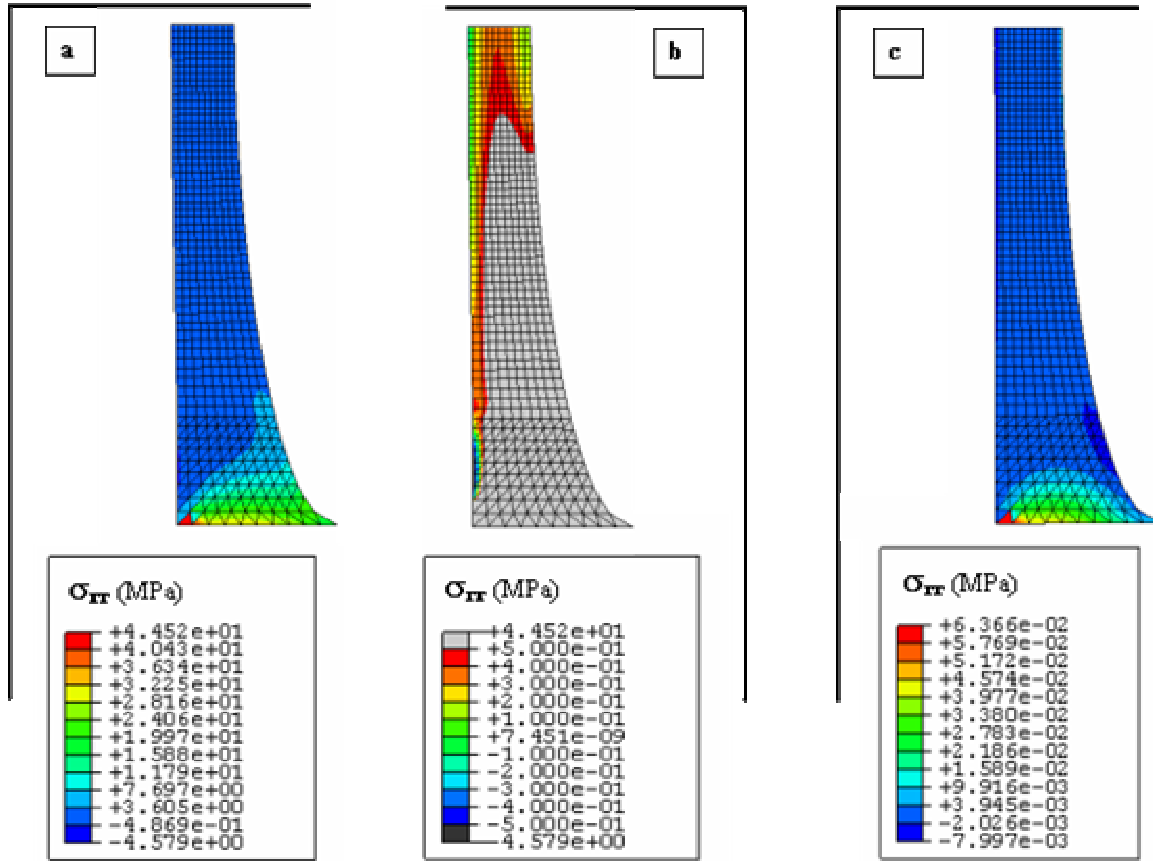 a
b
c
σrr (MPa)
+4.452e+01
+4.043e+01
+3.634e+01
+3.225e+01
+2.816e+01
+2.406e+01
+1.997e+01
+1.588e+01
+1.179e+01
+7.697e+00
+3.605e+00
-4.869e-01
-4.579e+00
σrr (MPa)
+4.452e+01
+5.000e-01
+4.000e-01
+3.000e-01
+2.000e-01
+1.000e-01
+7.451e-09
-1.000e-01
-2.000e-01
-3.000e-01
-4.000e-01
-5.000e-01
-4.579e+00
σrr (MPa)
+6.366e-02
+5.769e-02
+5.172e-02
+4.574e-02
+3.977e-02
+3.380e-02
+2.783e-02
+2.186e-02
+1.589e-02
+9.916e-03
+3.945e-03
-2.026e-03
-7.997e-03